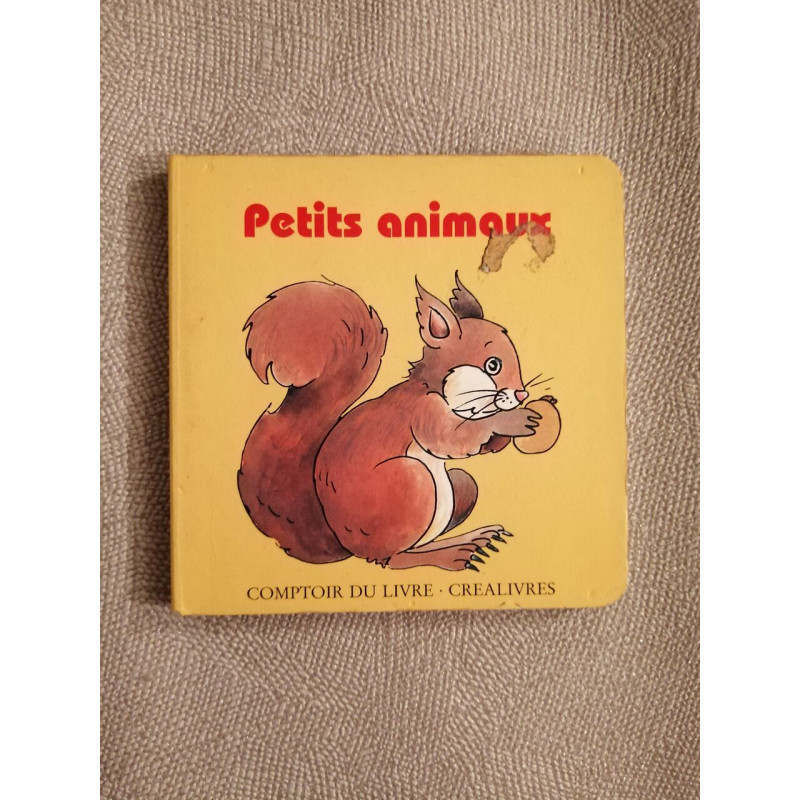 Petits animaux
COMPTOIR DU LIVRE · CREALIVRES